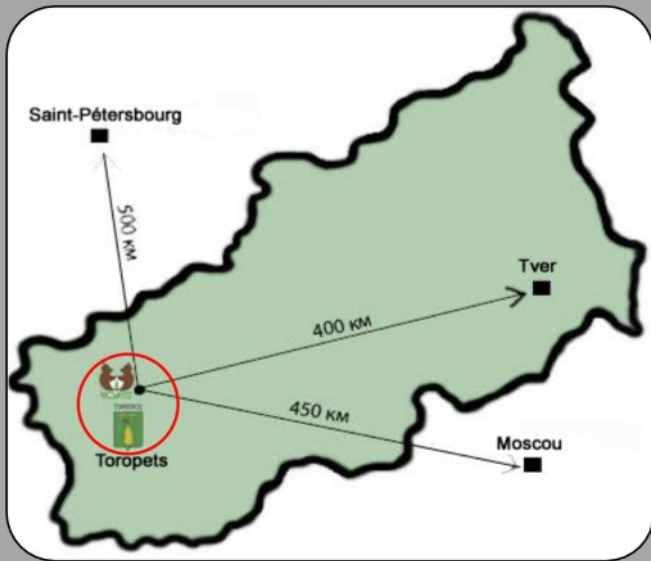 Saint-Pétersbourg
500 км
Tver
400 км
450 км
Moscou
Toropets